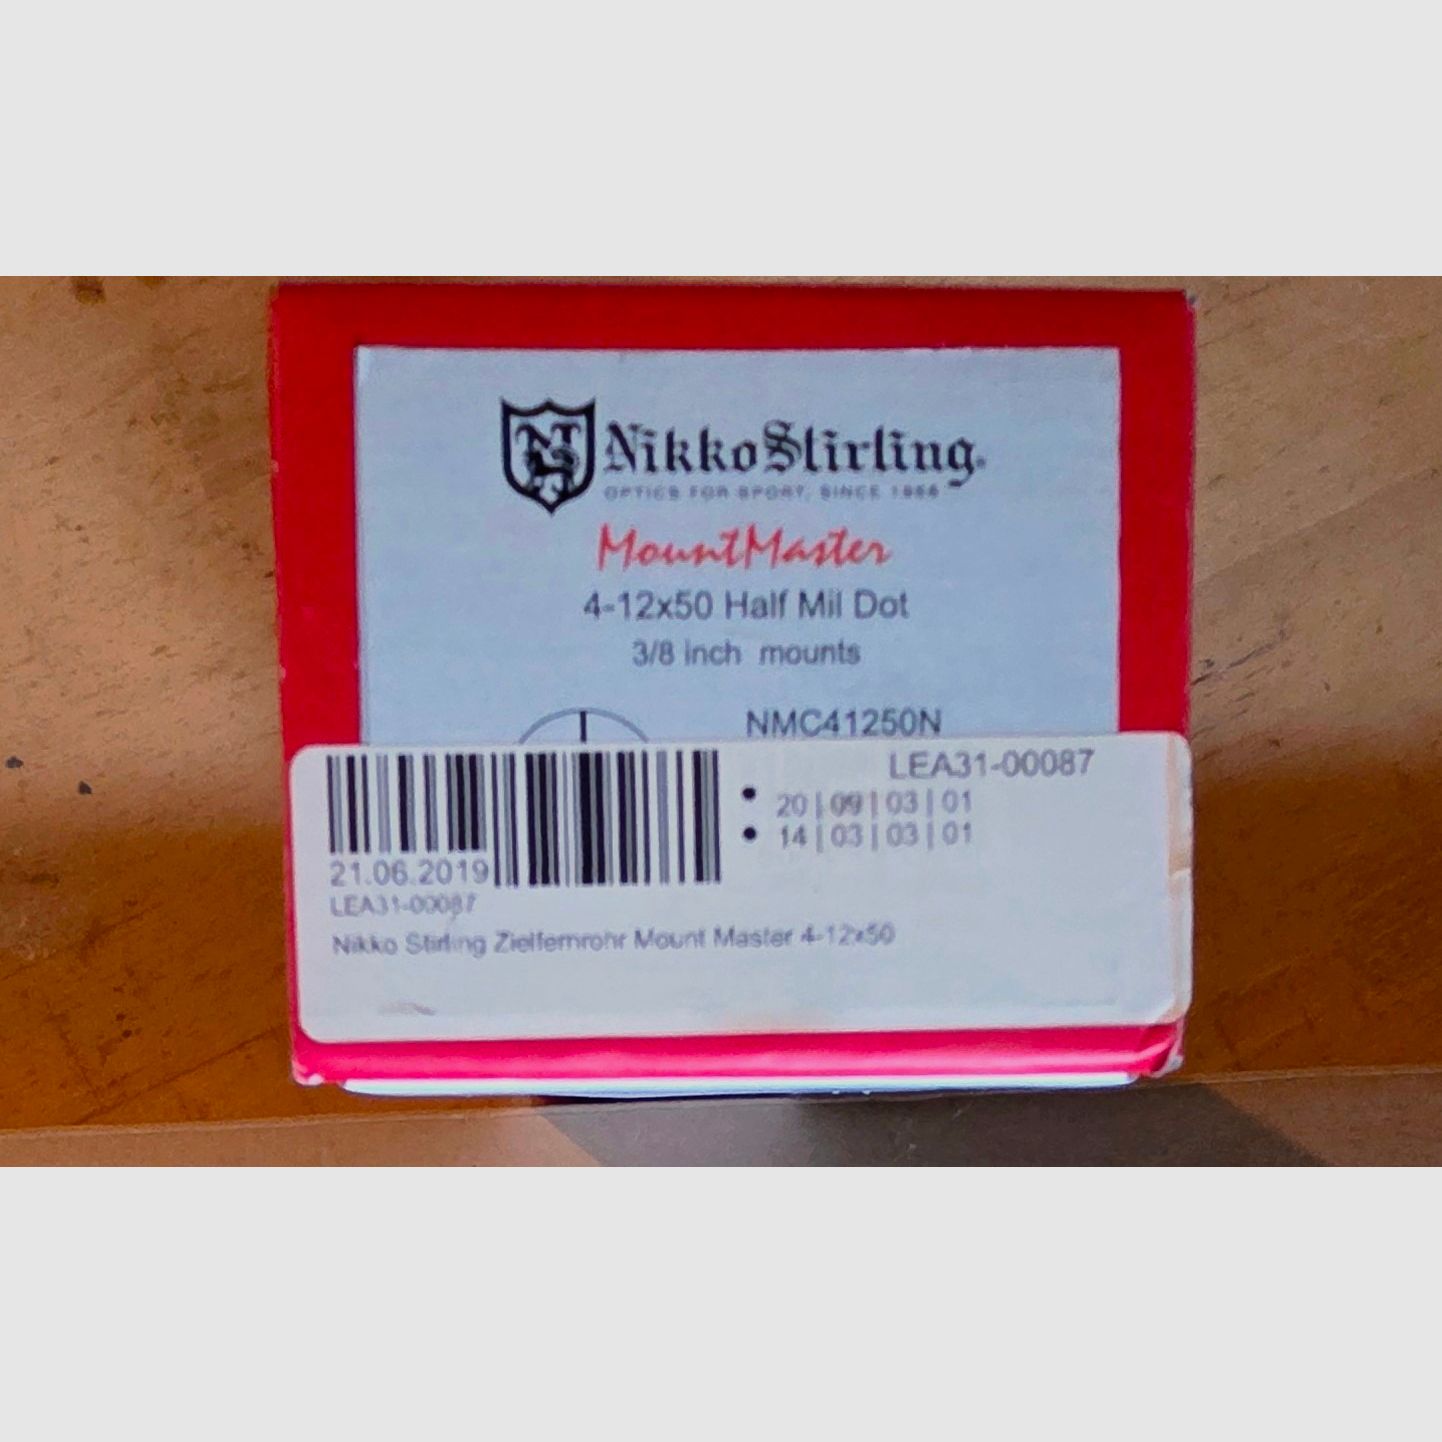 Nikko Stirling
OPTICS FOR SPORT, SINCE 1956
MountMaster
4-12x50 Half Mil Dot
3/8 inch mounts
NMC41250N
LEA31-00087
20 | 09 | 03 | 01
14 | 03 | 03 | 01
21.06.2019
LEA31-00087
Nikko Stirling Zielfernrohr Mount Master 4-12x50